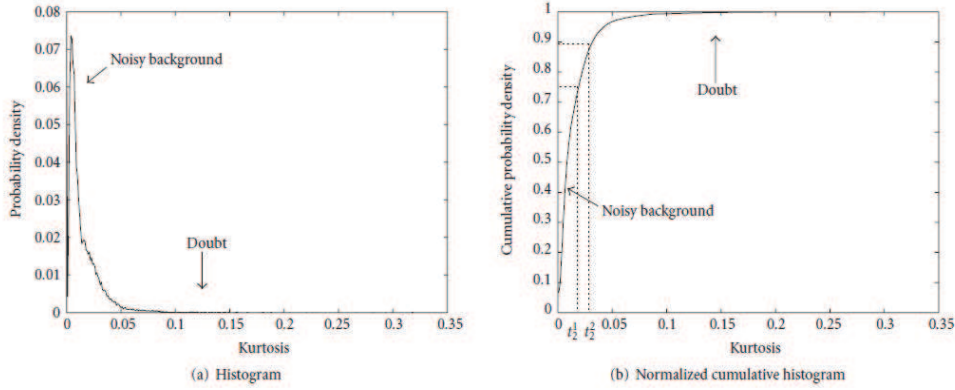 0.08
0.07
0.06
0.05
0.04
0.03
0.02
0.01
0
Probability density
Noisy background
Doubt
0 0.05 0.1 0.15 0.2 0.25 0.3 0.35
Kurtosis
(a) Histogram
1
0.9
0.8
0.7
0.6
0.5
0.4
0.3
0.2
0.1
0
Cumulative probability density
Doubt
Noisy background
0 t₂¹ t₂² 0.05 0.1 0.15 0.2 0.25 0.3 0.35
Kurtosis
(b) Normalized cumulative histogram